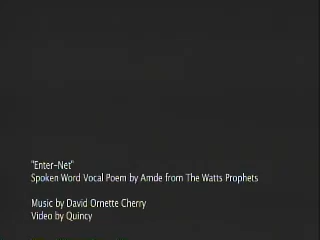 "Enter-Net"
Spoken Word Vocal Poem by Amde from The Watts Prophets
Music by David Ornette Cherry
Video by Quincy